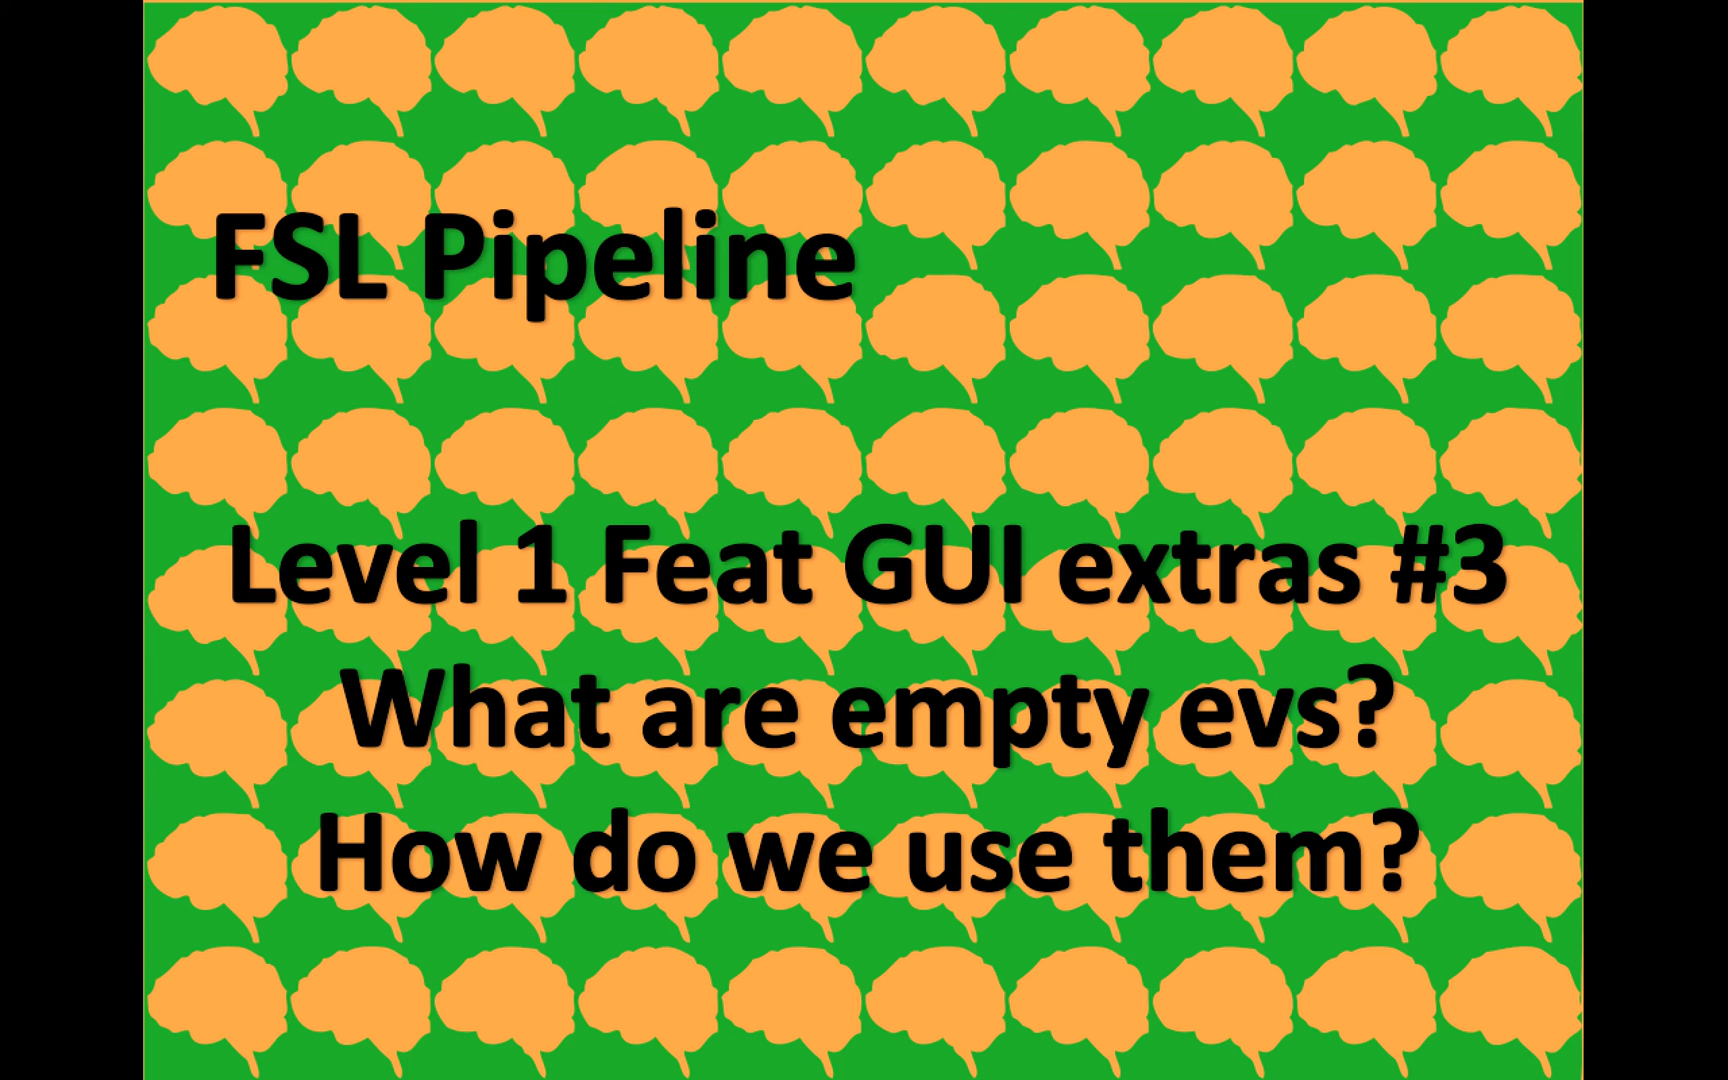 FSL Pipeline
Level 1 Feat GUI extras #3
What are empty evs?
How do we use them?